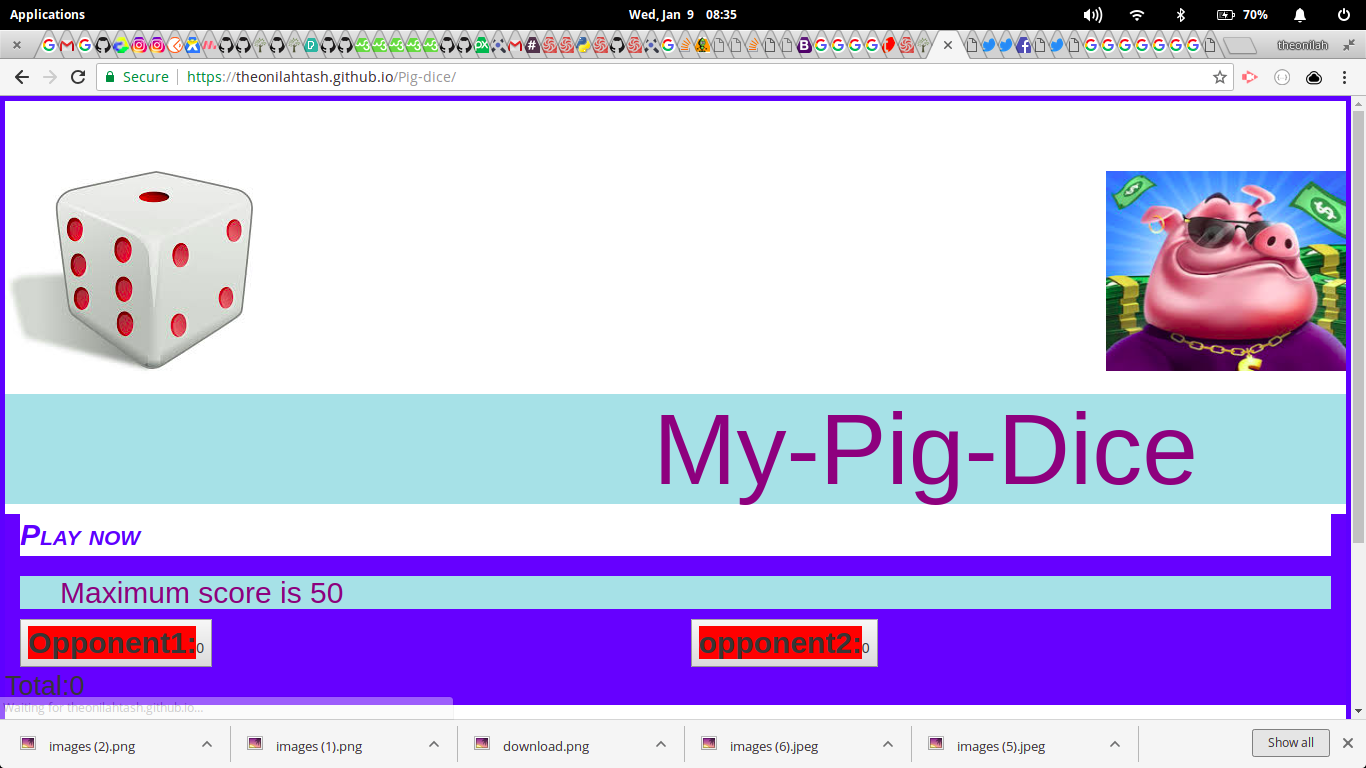 Applications
Wed, Jan 9 08:35
70%
theonilah
Secure
https://theonilahtash.github.io/Pig-dice/
My-Pig-Dice
Play now
Maximum score is 50
Opponent1:0
opponent2:0
Total:0
Waiting for theonilahtash.github.io...
images (2).png
images (1).png
download.png
images (6).jpeg
images (5).jpeg
Show all